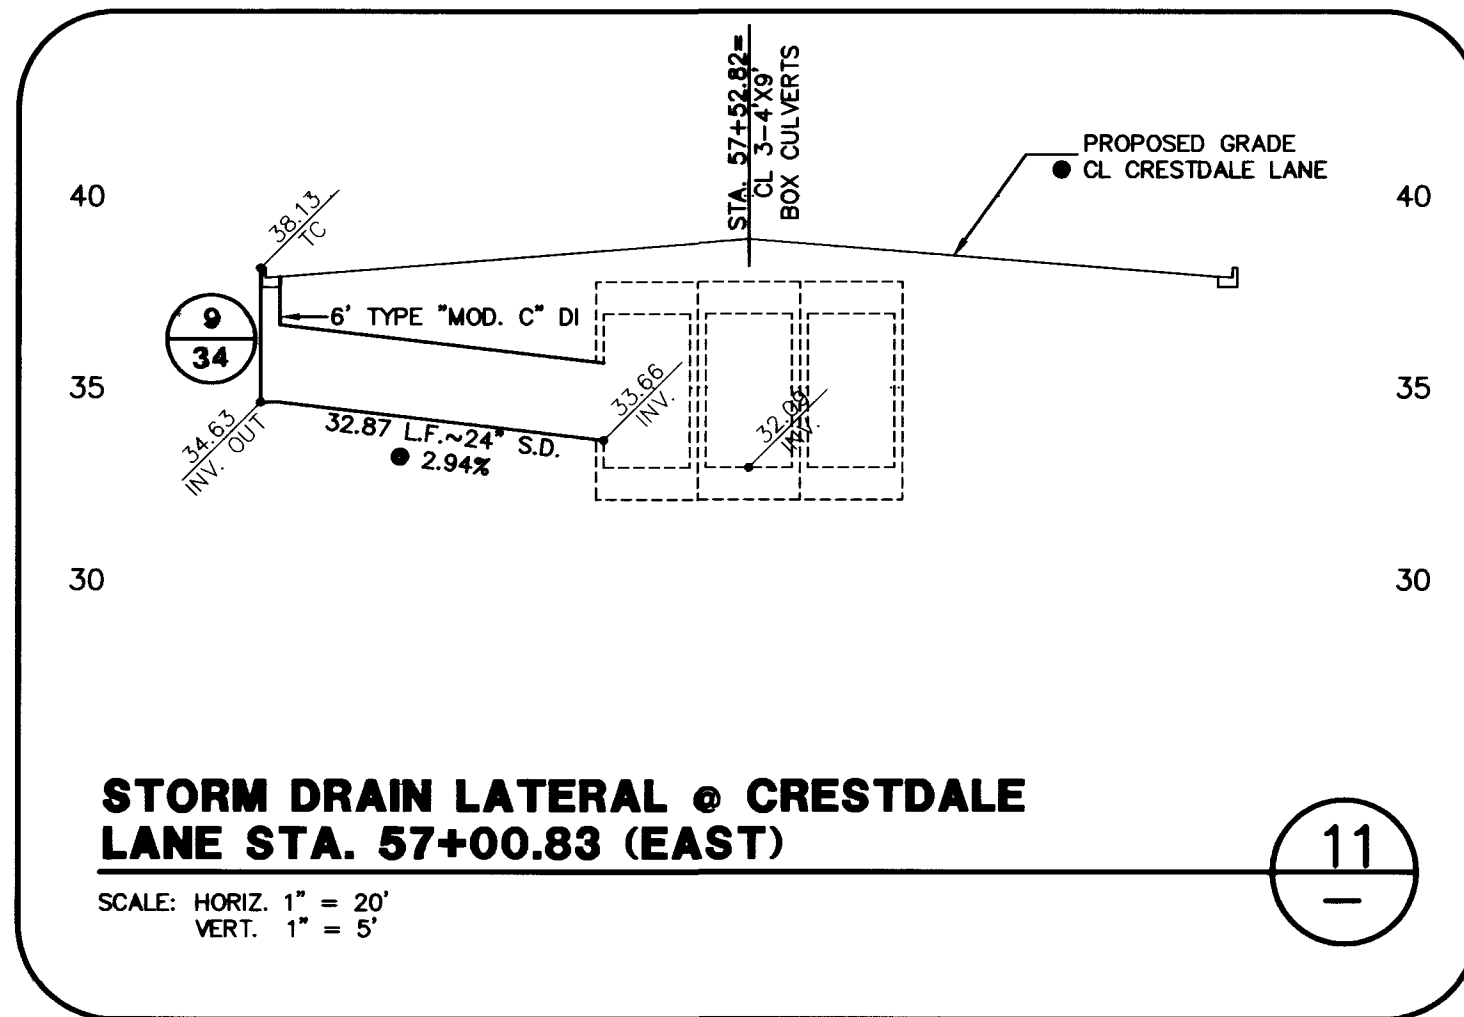 STA. 57+52.82=
CL 3-4'X9'
BOX CULVERTS
PROPOSED GRADE
● CL CRESTDALE LANE
40
40
38.13
TC
9
34
6' TYPE "MOD. C" DI
35
35
33.66
INV.
INV.
34.63
INV. OUT
32.87 L.F.~24" S.D.
● 2.94%
30
30
STORM DRAIN LATERAL @ CRESTDALE
LANE STA. 57+00.83 (EAST)
11
–
SCALE: HORIZ. 1" = 20'
VERT. 1" = 5'